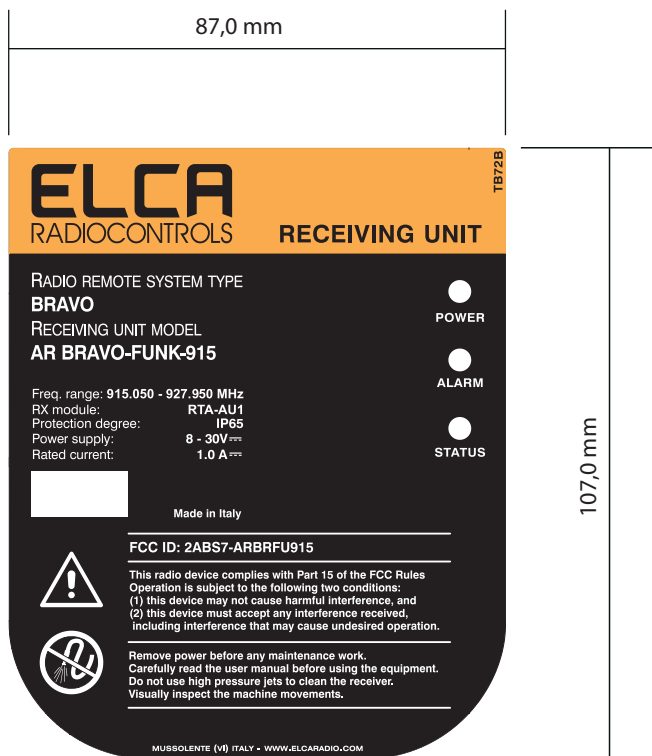 87,0 mm
TB72B
ELCA
RADIOCONTROLS
RECEIVING UNIT
RADIO REMOTE SYSTEM TYPE
BRAVO
RECEIVING UNIT MODEL
AR BRAVO-FUNK-915
POWER
ALARM
STATUS
Freq. range: 915.050 - 927.950 MHz
RX module: RTA-AU1
Protection degree: IP65
Power supply: 8 - 30V⎓
Rated current: 1.0 A⎓
Made in Italy
107,0 mm
FCC ID: 2ABS7-ARBRFU915
This radio device complies with Part 15 of the FCC Rules
Operation is subject to the following two conditions:
(1) this device may not cause harmful interference, and
(2) this device must accept any interference received,
including interference that may cause undesired operation.
Remove power before any maintenance work.
Carefully read the user manual before using the equipment.
Do not use high pressure jets to clean the receiver.
Visually inspect the machine movements.
MUSSOLENTE (VI) ITALY - WWW.ELCARADIO.COM